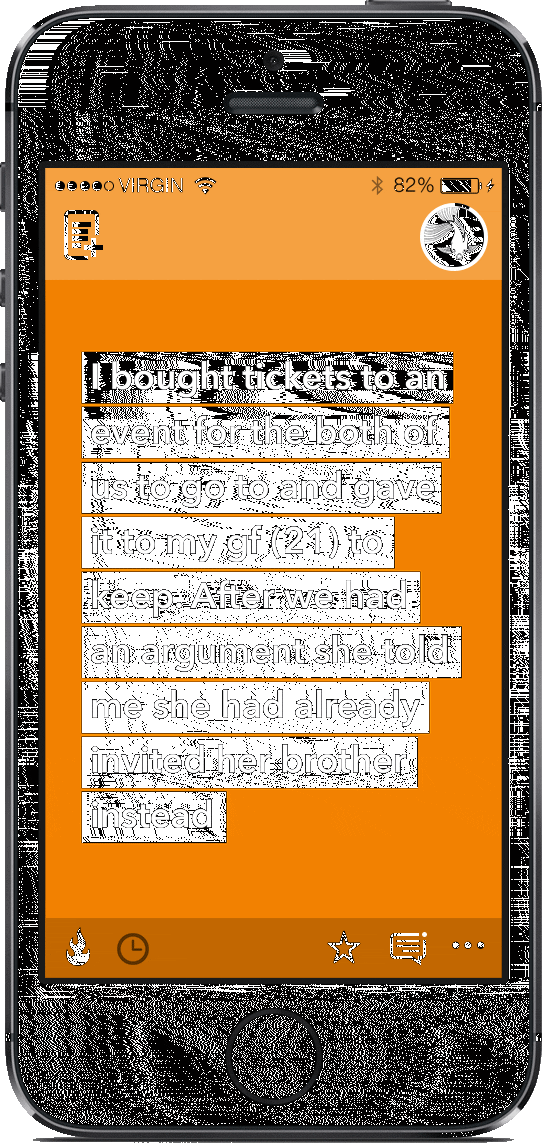 VIRGIN 82%
I bought tickets to an
event for the both of
us to go to and gave
it to my gf (21) to
keep. After we had
an argument she told
me she had already
invited her brother
instead